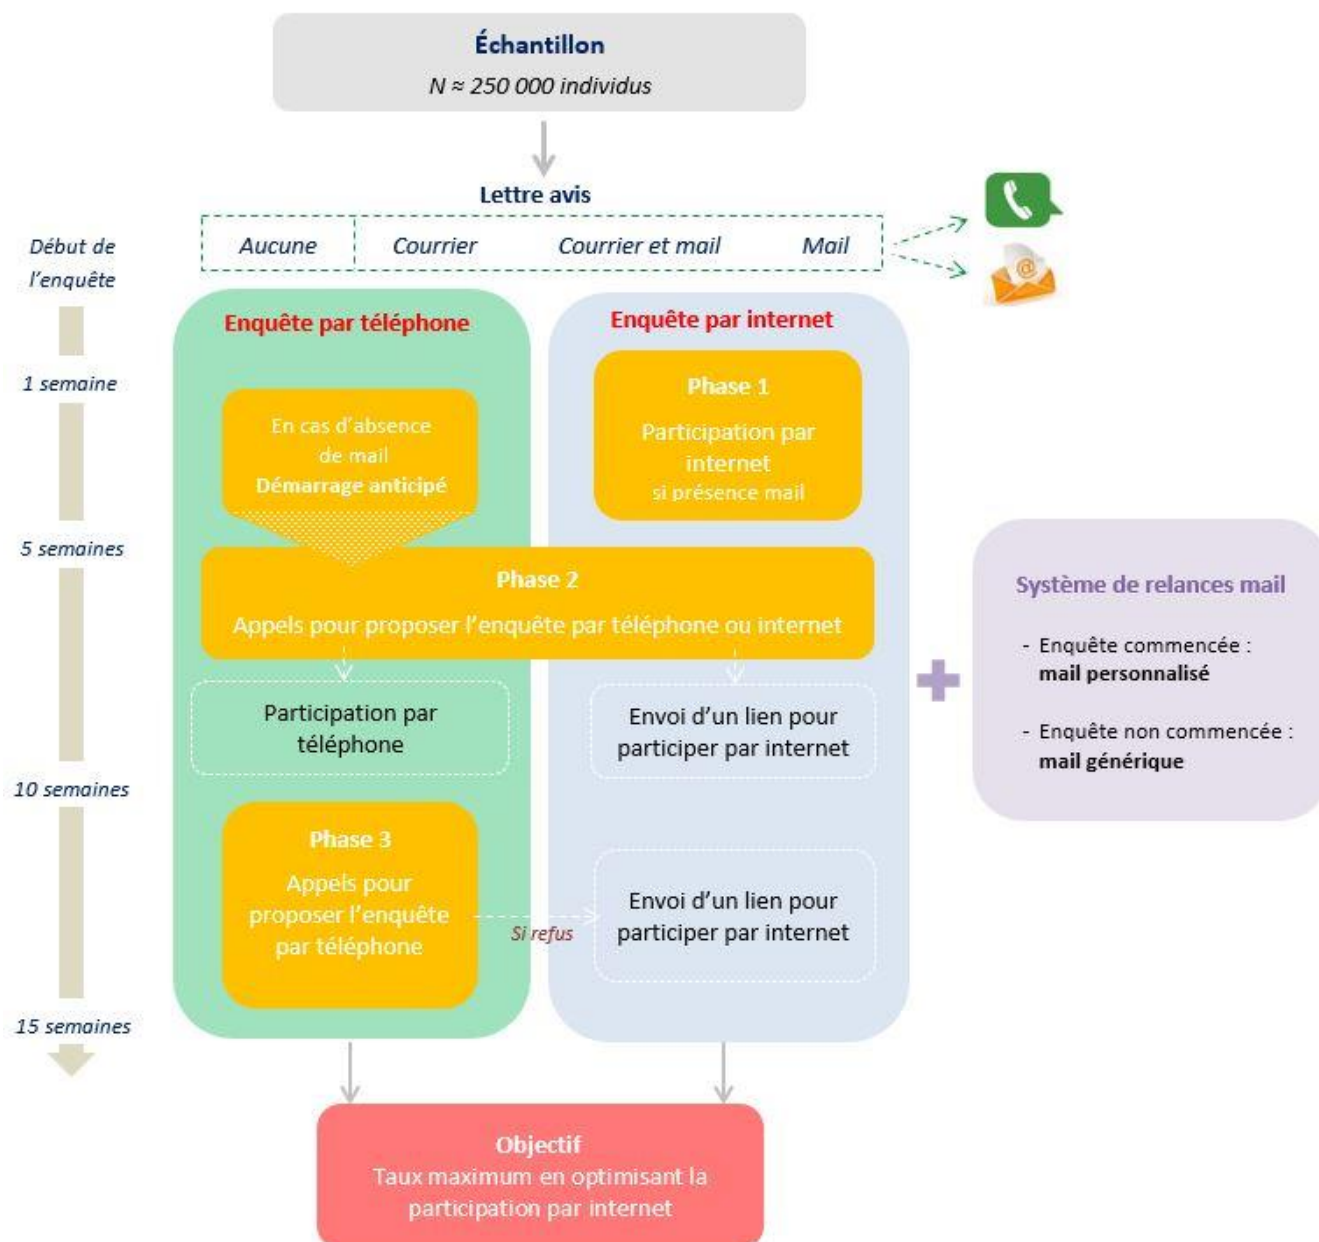 Échantillon
N ≈ 250 000 individus
Lettre avis
Aucune
Courrier
Courrier et mail
Mail
@
Début de
l'enquête
1 semaine
5 semaines
10 semaines
15 semaines
Enquête par téléphone
En cas d'absence
de mail
Démarrage anticipé
Enquête par internet
Phase 1
Participation par
internet
si présence mail
Phase 2
Appels pour proposer l'enquête par téléphone ou internet
Participation par
téléphone
Envoi d'un lien pour
participer par internet
Phase 3
Appels pour
proposer l'enquête
par téléphone
Si refus
Envoi d'un lien pour
participer par internet
Système de relances mail
- Enquête commencée :
mail personnalisé
- Enquête non commencée :
mail générique
Objectif
Taux maximum en optimisant la
participation par internet